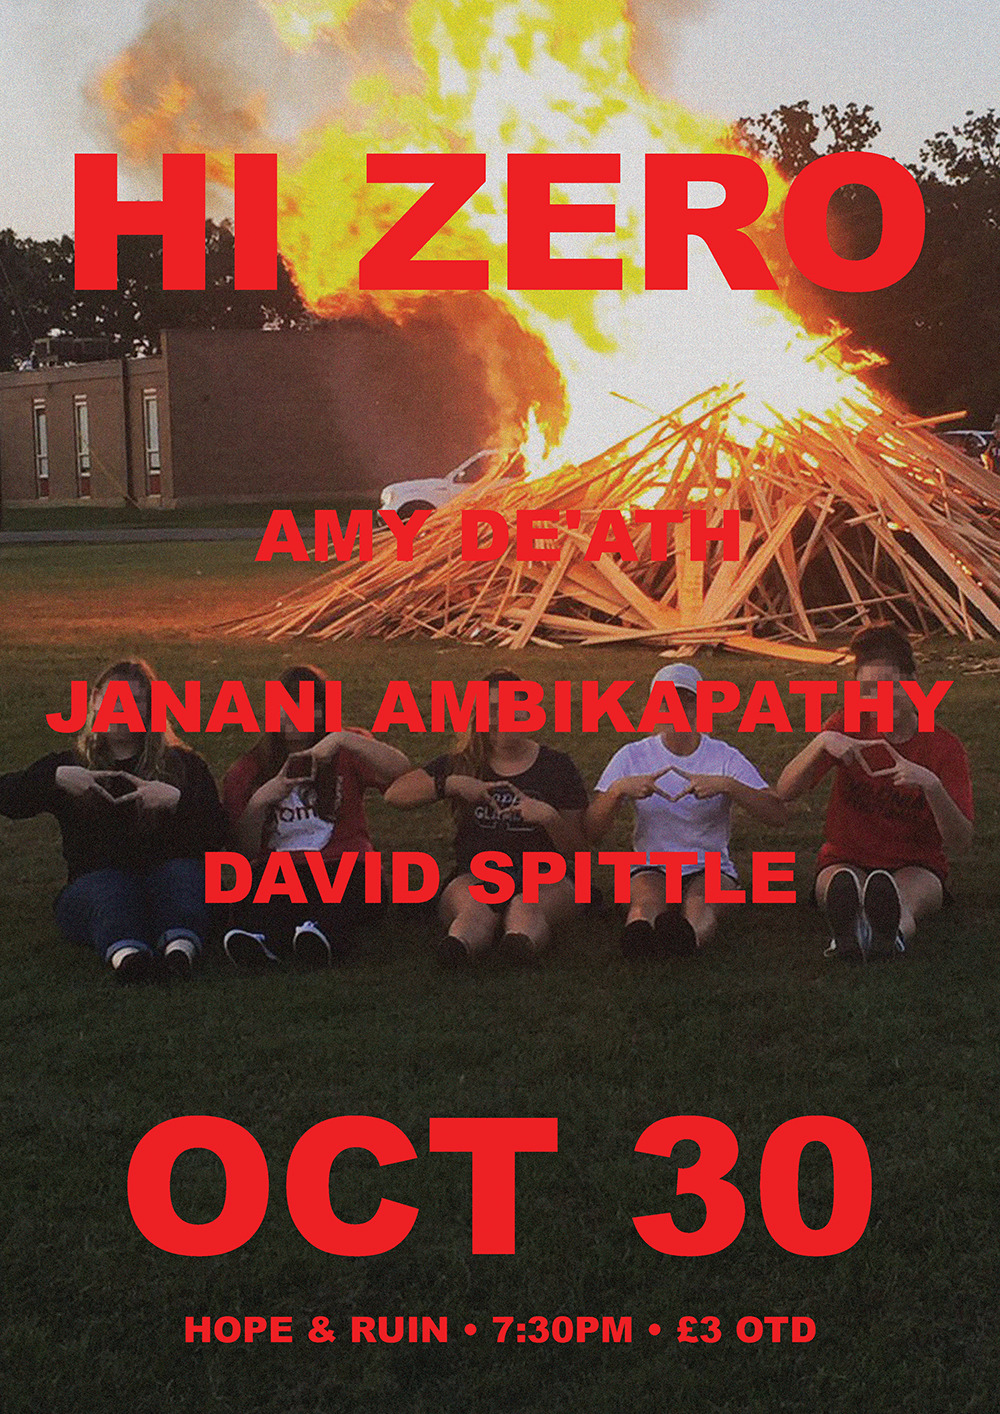 HI ZERO
AMY DE'ATH
JANANI AMBIKAPATHY
DAVID SPITTLE
OCT 30
HOPE & RUIN • 7:30PM • £3 OTD